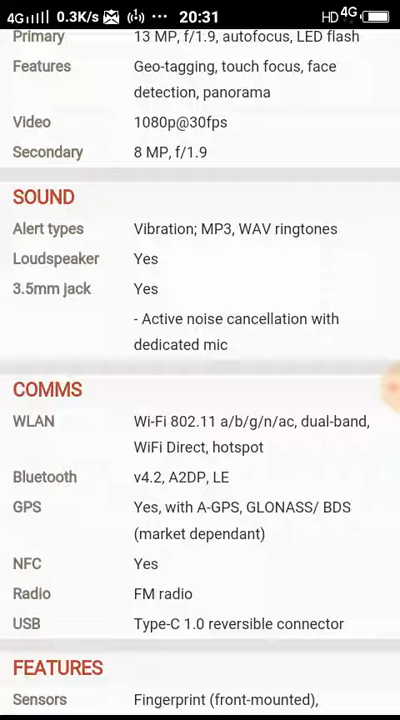 4G 0.3K/s ••• 20:31 HD 4G
Primary 13 MP, f/1.9, autofocus, LED flash
Features Geo-tagging, touch focus, face
detection, panorama
Video 1080p@30fps
Secondary 8 MP, f/1.9
SOUND
Alert types Vibration; MP3, WAV ringtones
Loudspeaker Yes
3.5mm jack Yes
- Active noise cancellation with
dedicated mic
COMMS
WLAN Wi-Fi 802.11 a/b/g/n/ac, dual-band,
WiFi Direct, hotspot
Bluetooth v4.2, A2DP, LE
GPS Yes, with A-GPS, GLONASS/ BDS
(market dependant)
NFC Yes
Radio FM radio
USB Type-C 1.0 reversible connector
FEATURES
Sensors Fingerprint (front-mounted),